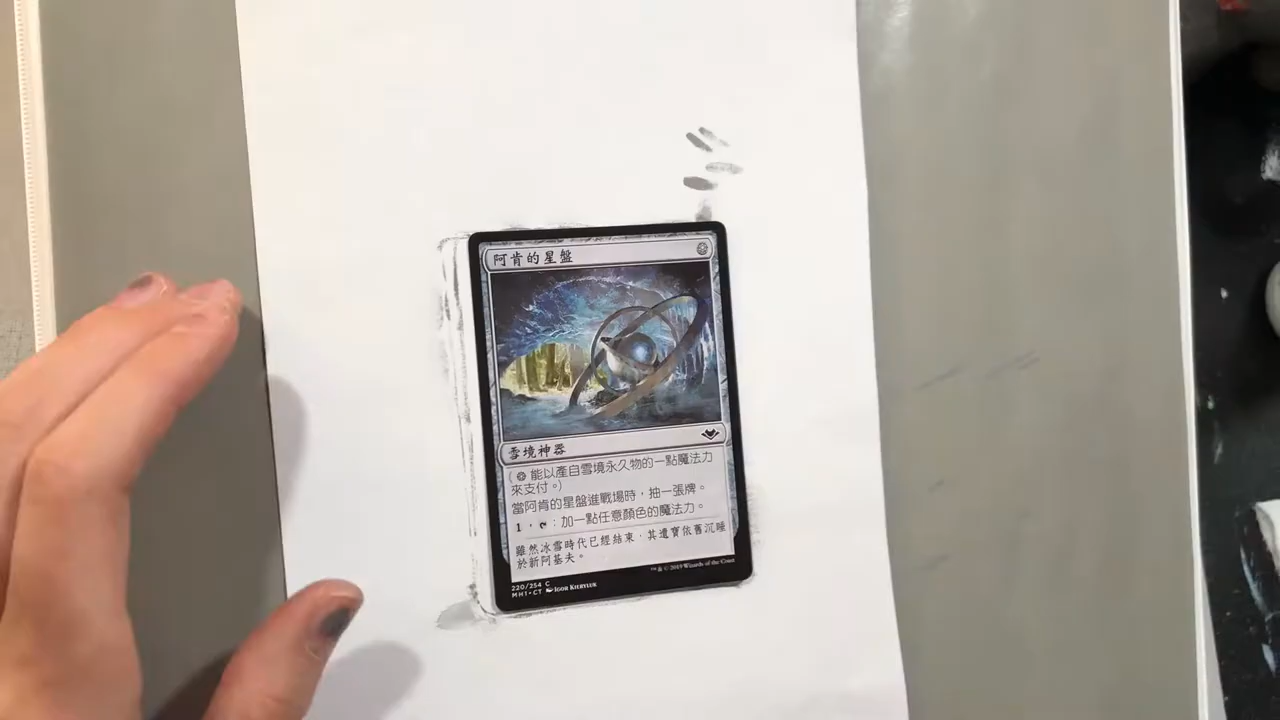 阿肯的星盤
雪境神器
( 能以產自雪境永久物的一點魔法力
來支付。)
當阿肯的星盤進戰場時，抽一張牌。
1，：加一點任意顏色的魔法力。
雖然冰雪時代已經結束，其遺寶依舊沉睡
於新阿基夫。
220/254 C
MH1•CT IGOR KIERYLUK
™ & © 2019 Wizards of the Coast